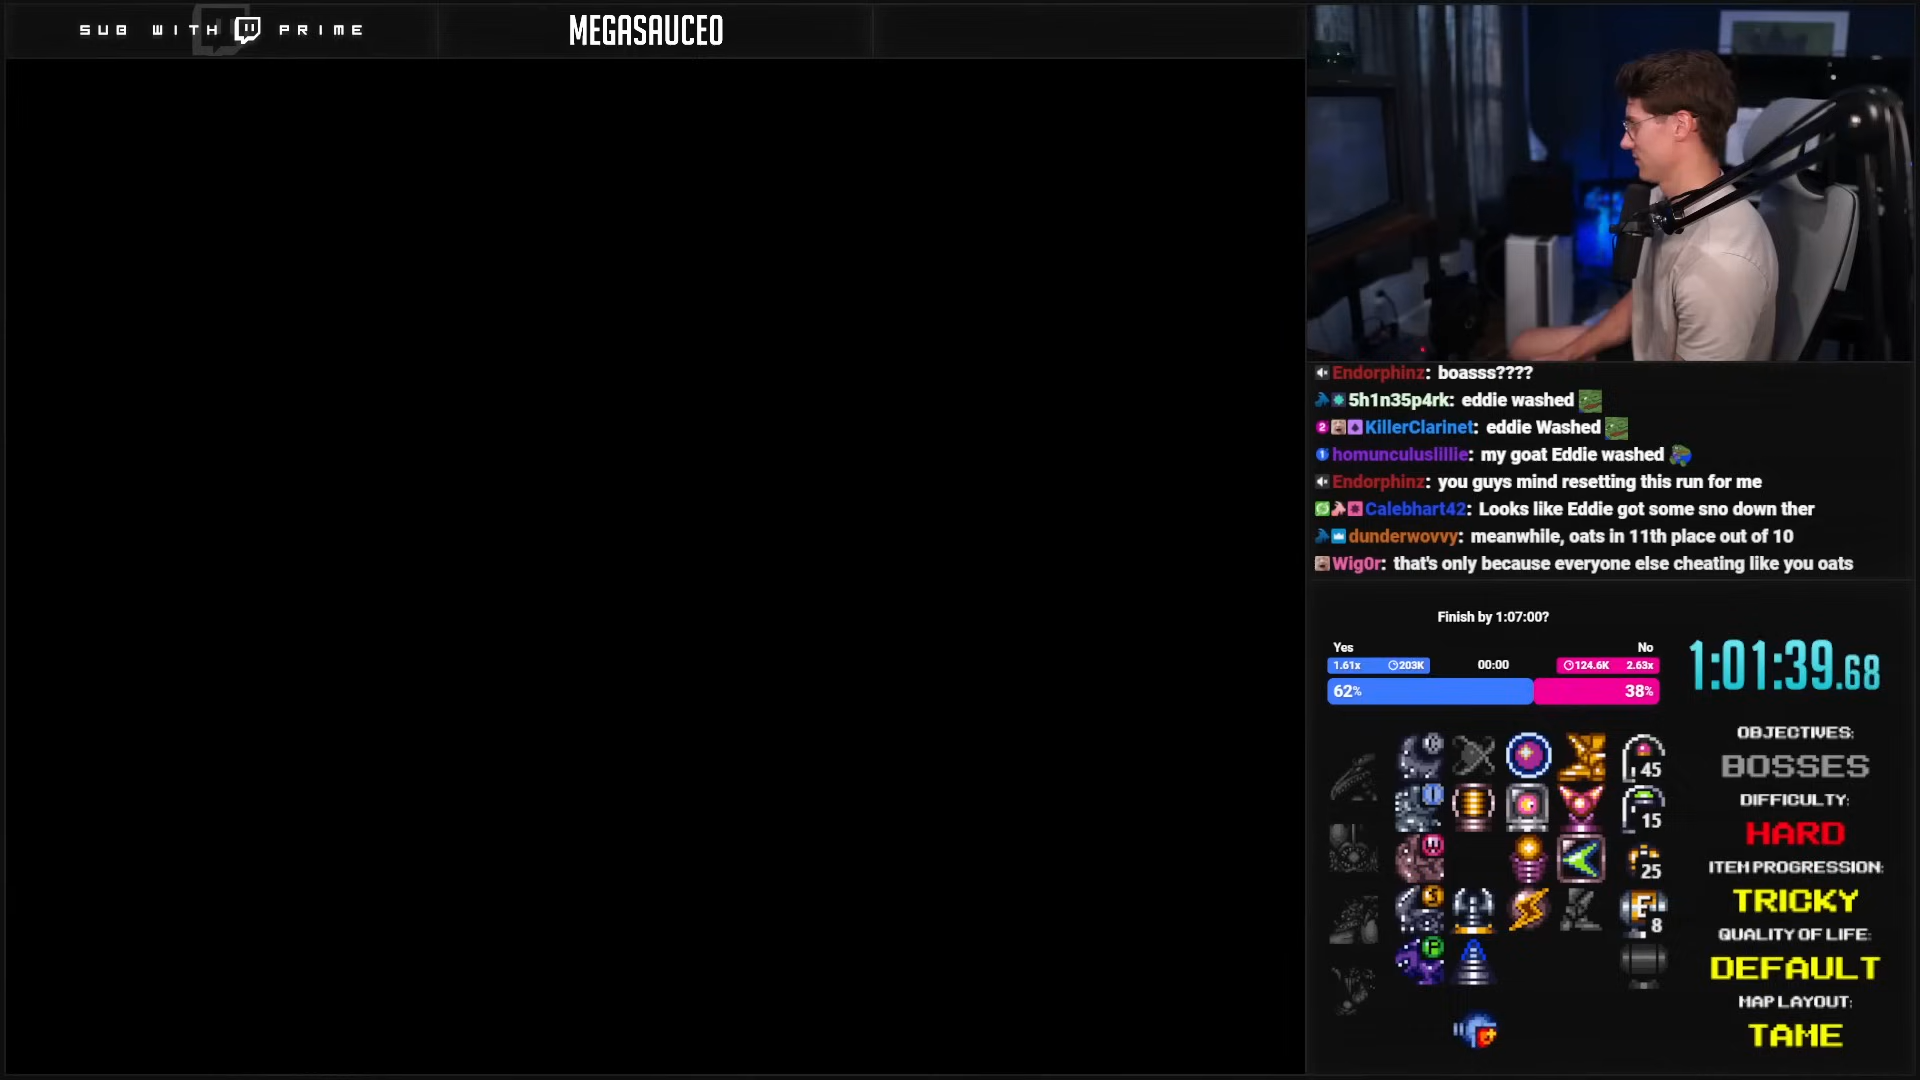 SUB WITH PRIME
MEGASAUCEO
Endorphinz: boasss????
5h1n35p4rk: eddie washed
2 KillerClarinet: eddie Washed
1 homunculuslillie: my goat Eddie washed
Endorphinz: you guys mind resetting this run for me
Calebhart42: Looks like Eddie got some sno down ther
dunderwovvy: meanwhile, oats in 11th place out of 10
Wig0r: that's only because everyone else cheating like you oats
Finish by 1:07:00?
Yes No
1.61x 203K 00:00 124.6K 2.63x
62% 38%
1:01:39.68
45
15
25
F 8
OBJECTIVES:
BOSSES
DIFFICULTY:
HARD
ITEM PROGRESSION:
TRICKY
QUALITY OF LIFE:
DEFAULT
MAP LAYOUT:
TAME